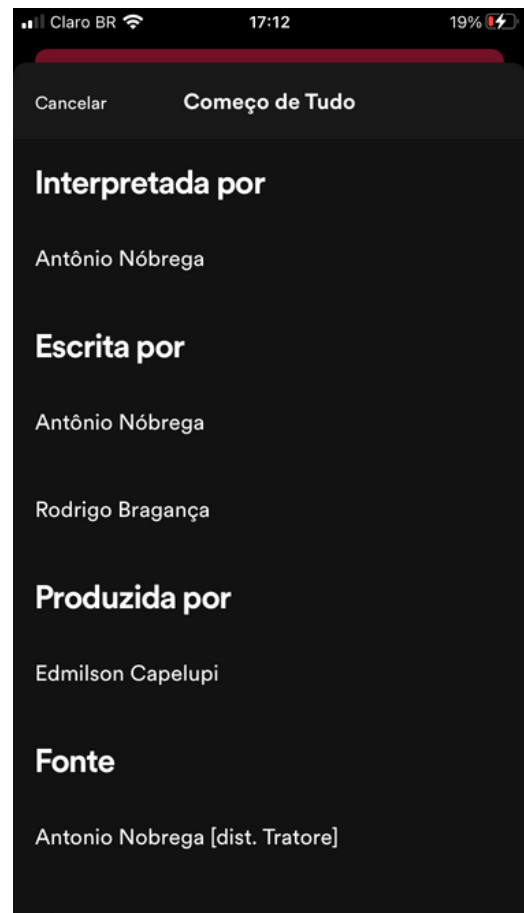 Claro BR 17:12 19%
Cancelar Começo de Tudo
Interpretada por
Antônio Nóbrega
Escrita por
Antônio Nóbrega
Rodrigo Bragança
Produzida por
Edmilson Capelupi
Fonte
Antonio Nobrega [dist. Tratore]